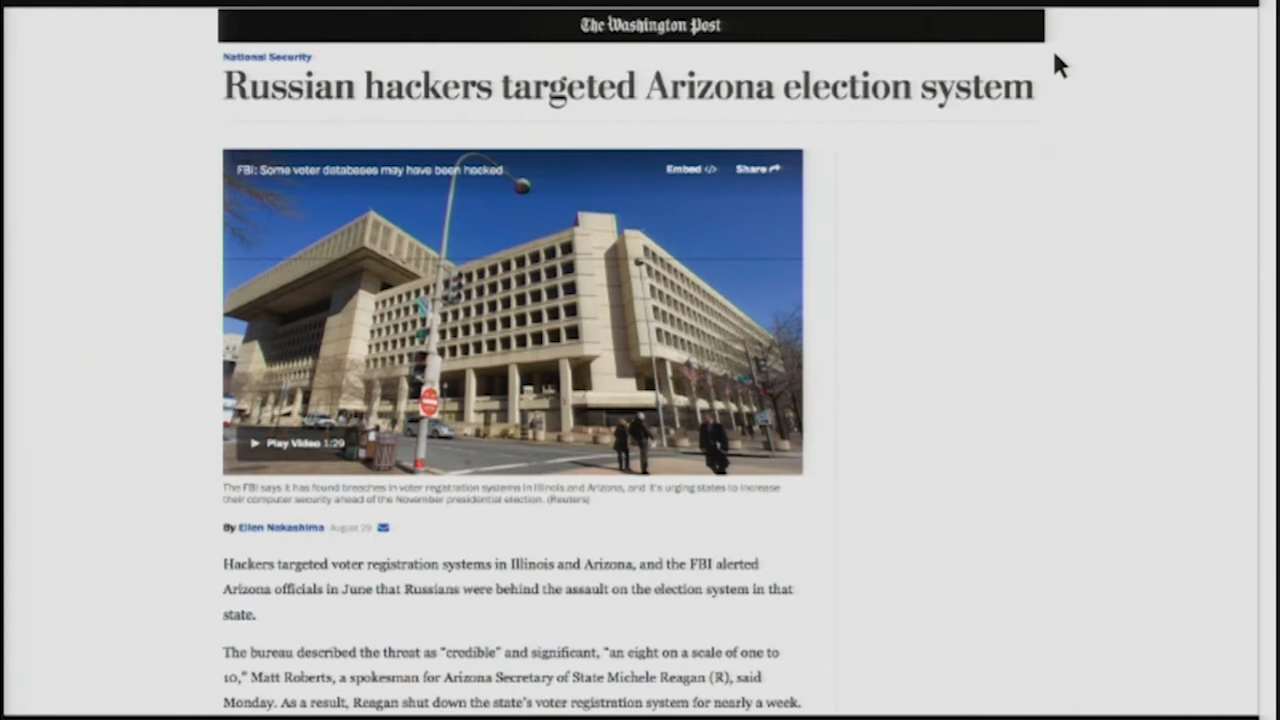 The Washington Post
National Security
Russian hackers targeted Arizona election system
FBI: Some voter databases may have been hacked
Embed </>
Share
Play Video 1:29
The FBI says it has found breaches in voter registration systems in Illinois and Arizona, and it's urging states to increase
their computer security ahead of the November presidential election. (Reuters)
By Ellen Nakashima August 29
Hackers targeted voter registration systems in Illinois and Arizona, and the FBI alerted
Arizona officials in June that Russians were behind the assault on the election system in that
state.
The bureau described the threat as “credible” and significant, “an eight on a scale of one to
10,” Matt Roberts, a spokesman for Arizona Secretary of State Michele Reagan (R), said
Monday. As a result, Reagan shut down the state’s voter registration system for nearly a week.